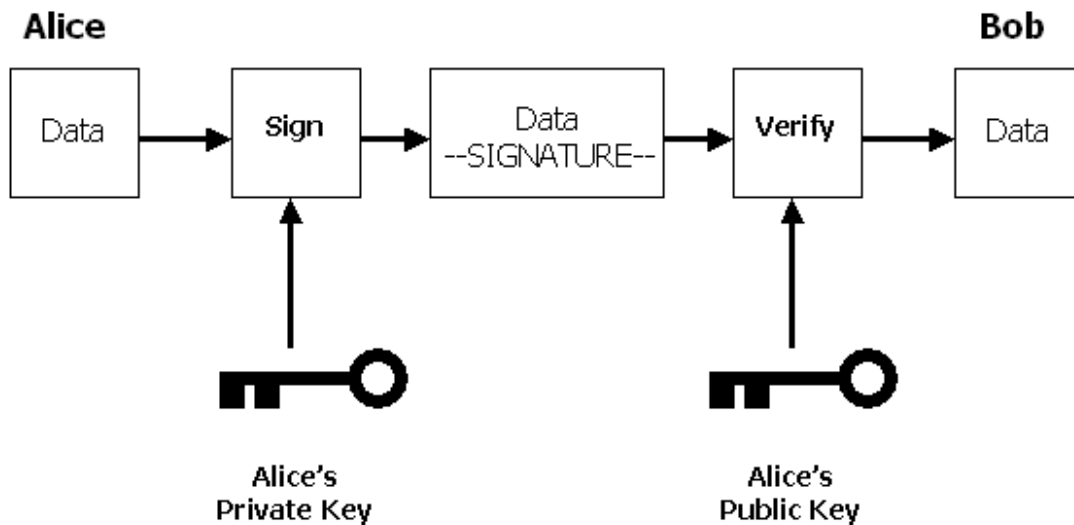 Alice
Bob
Data
Sign
Data
--SIGNATURE--
Verify
Data
Alice's
Private Key
Alice's
Public Key